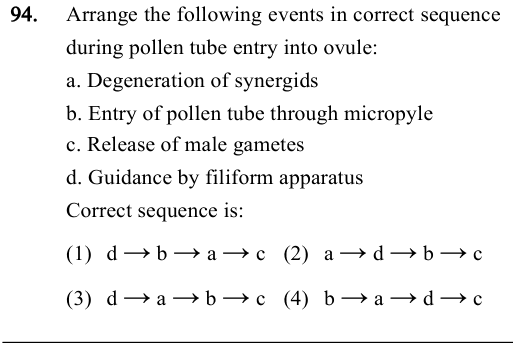 94. Arrange the following events in correct sequence
during pollen tube entry into ovule:
a. Degeneration of synergids
b. Entry of pollen tube through micropyle
c. Release of male gametes
d. Guidance by filiform apparatus
Correct sequence is:
(1) d → b → a → c (2) a → d → b → c
(3) d → a → b → c (4) b → a → d → c